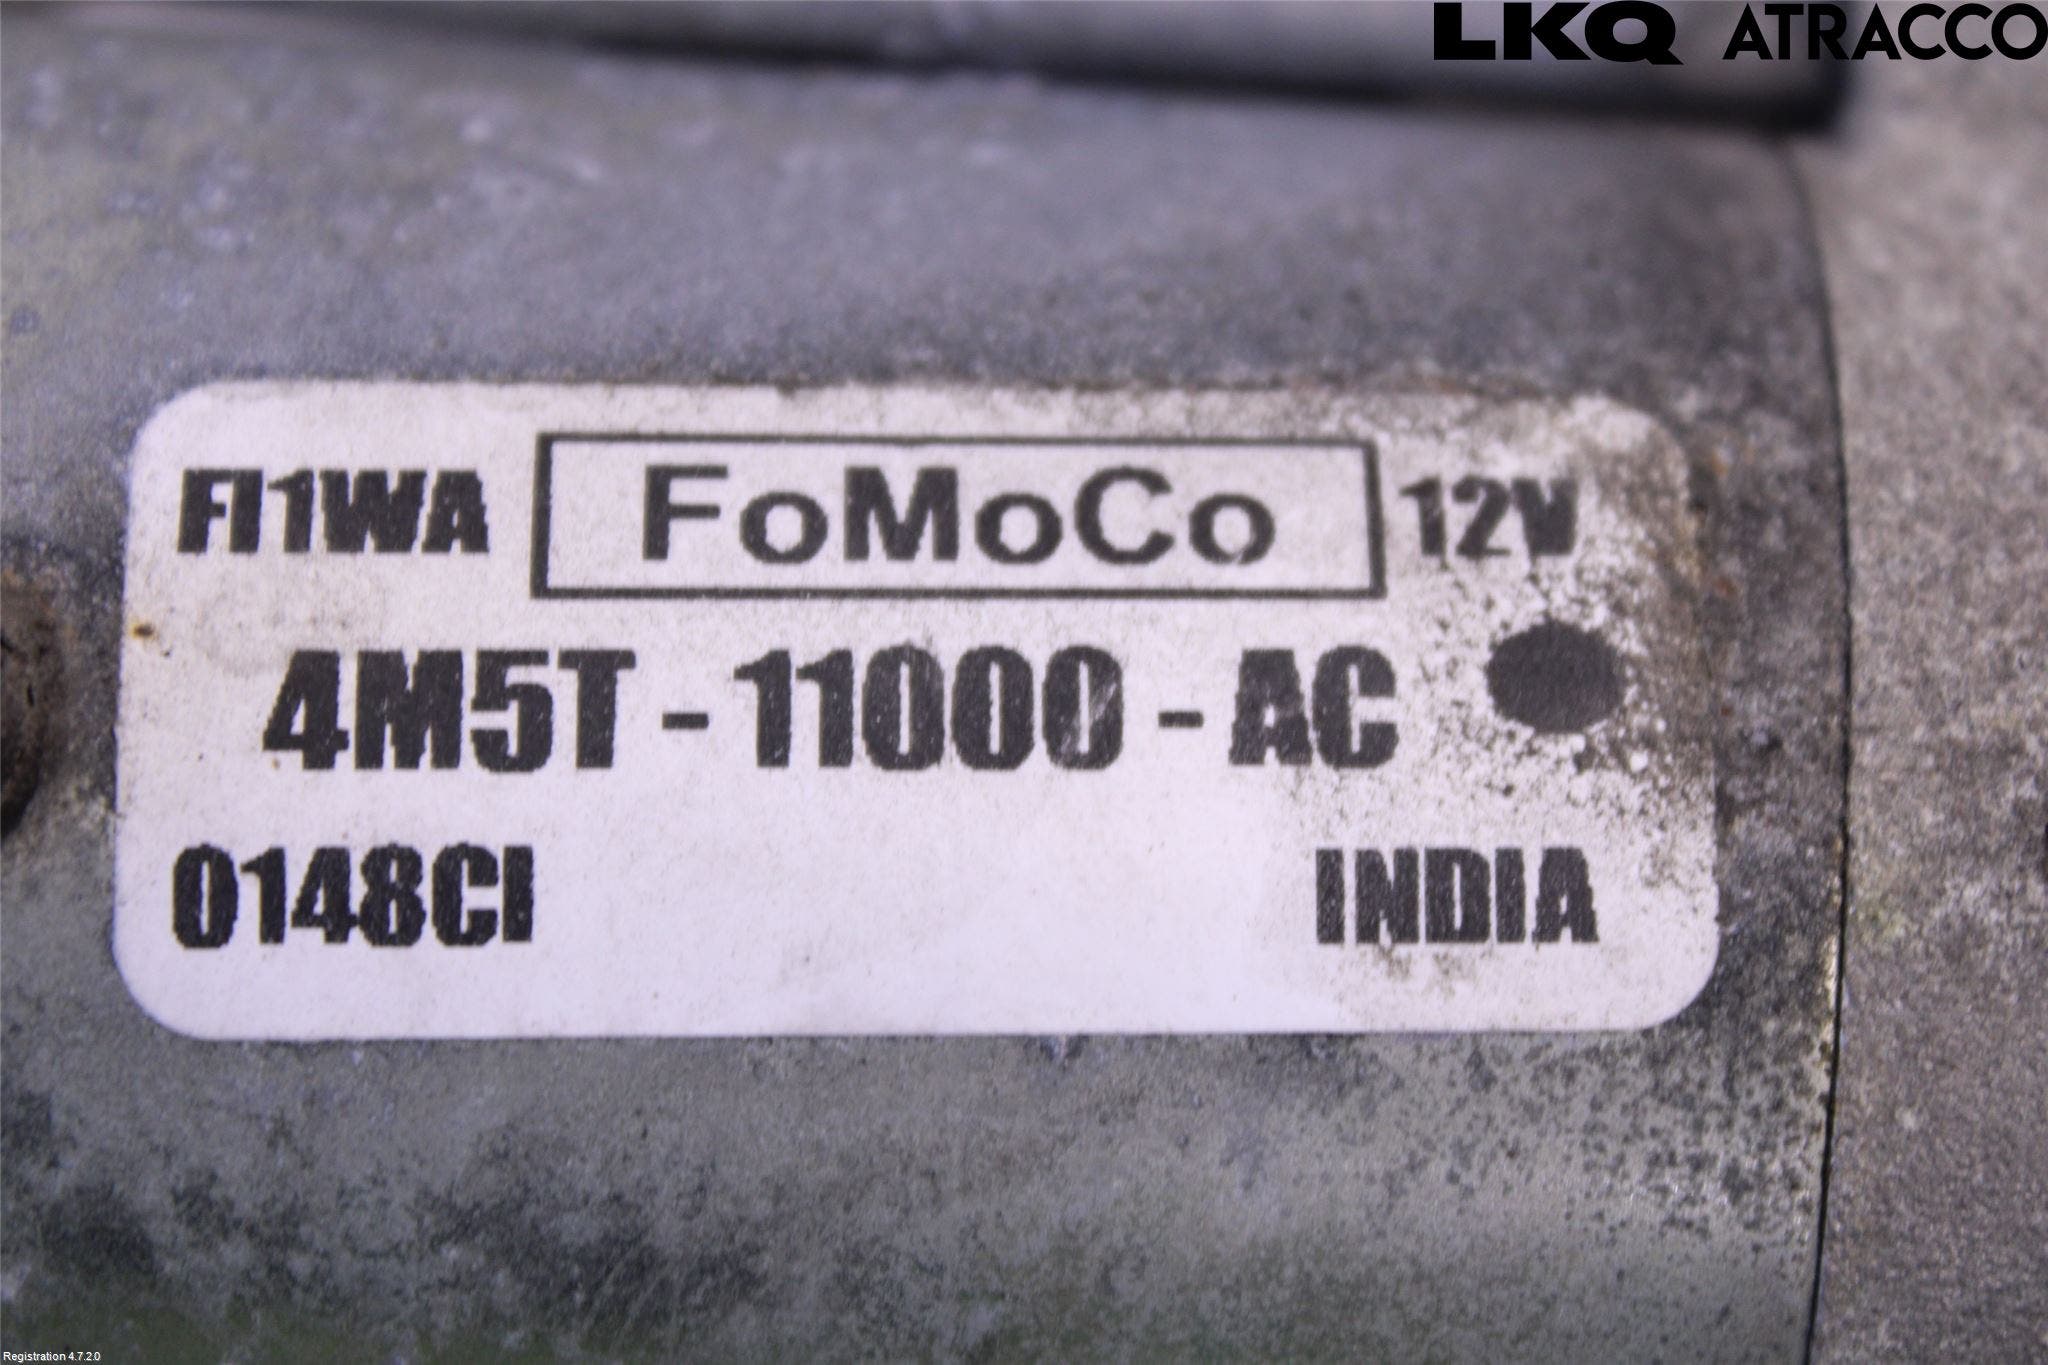 LKQ ATRACCO
FI1WA FoMoCo 12V
4M5T - 11000 - AC
0148CI INDIA
Registration 4.7.2.0